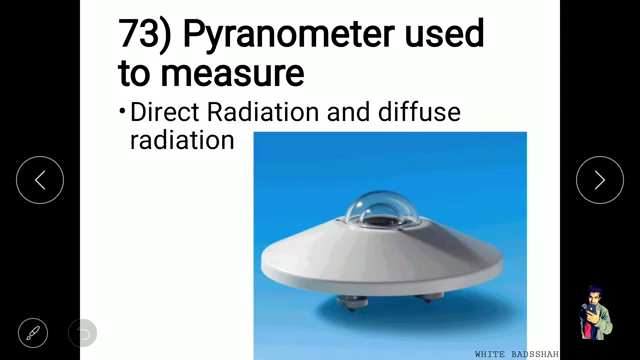 73) Pyranometer used
to measure
•Direct Radiation and diffuse
radiation
WHITE BADSSHAH